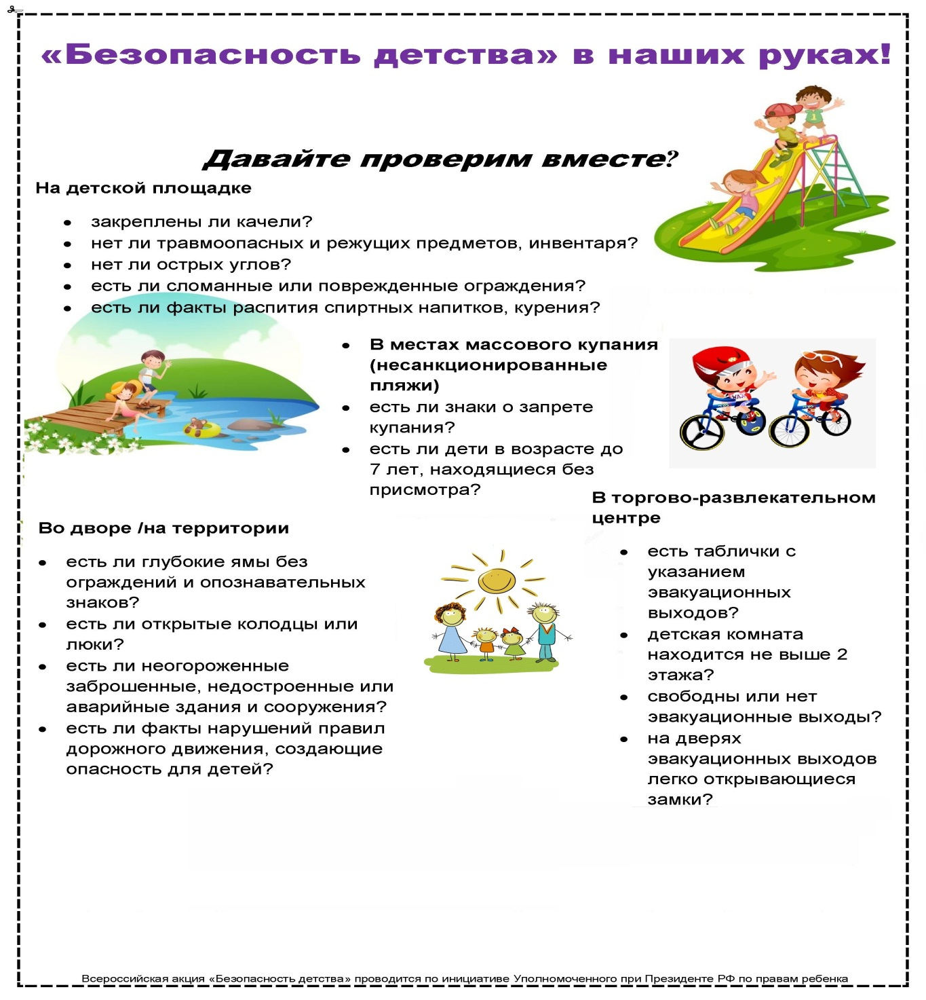 «Безопасность детства» в наших руках!
Давайте проверим вместе?
На детской площадке
• закреплены ли качели?
• нет ли травмоопасных и режущих предметов, инвентаря?
• нет ли острых углов?
• есть ли сломанные или поврежденные ограждения?
• есть ли факты распития спиртных напитков, курения?
• В местах массового купания
(несанкционированные
пляжи)
• есть ли знаки о запрете
купания?
• есть ли дети в возрасте до
7 лет, находящиеся без
присмотра?
Во дворе /на территории
• есть ли глубокие ямы без
ограждений и опознавательных
знаков?
• есть ли открытые колодцы или
люки?
• есть ли неогороженные
заброшенные, недостроенные или
аварийные здания и сооружения?
• есть ли факты нарушений правил
дорожного движения, создающие
опасность для детей?
В торгово-развлекательном
центре
• есть таблички с
указанием
эвакуационных
выходов?
• детская комната
находится не выше 2
этажа?
• свободны или нет
эвакуационные выходы?
• на дверях
эвакуационных выходов
легко открывающиеся
замки?
Всероссийская акция «Безопасность детства» проводится по инициативе Уполномоченного при Президенте РФ по правам ребенка